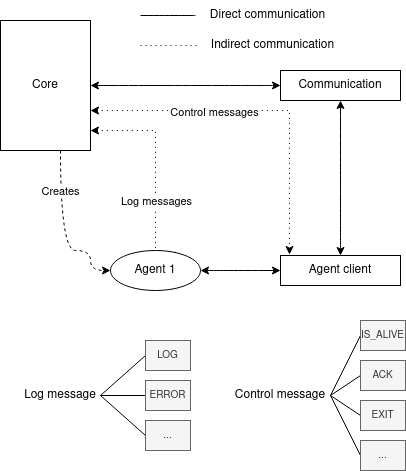 Direct communication
Indirect communication
Core
Communication
Control messages
Creates
Log messages
Agent 1
Agent client
Log message
LOG
ERROR
...
Control message
IS_ALIVE
ACK
EXIT
...